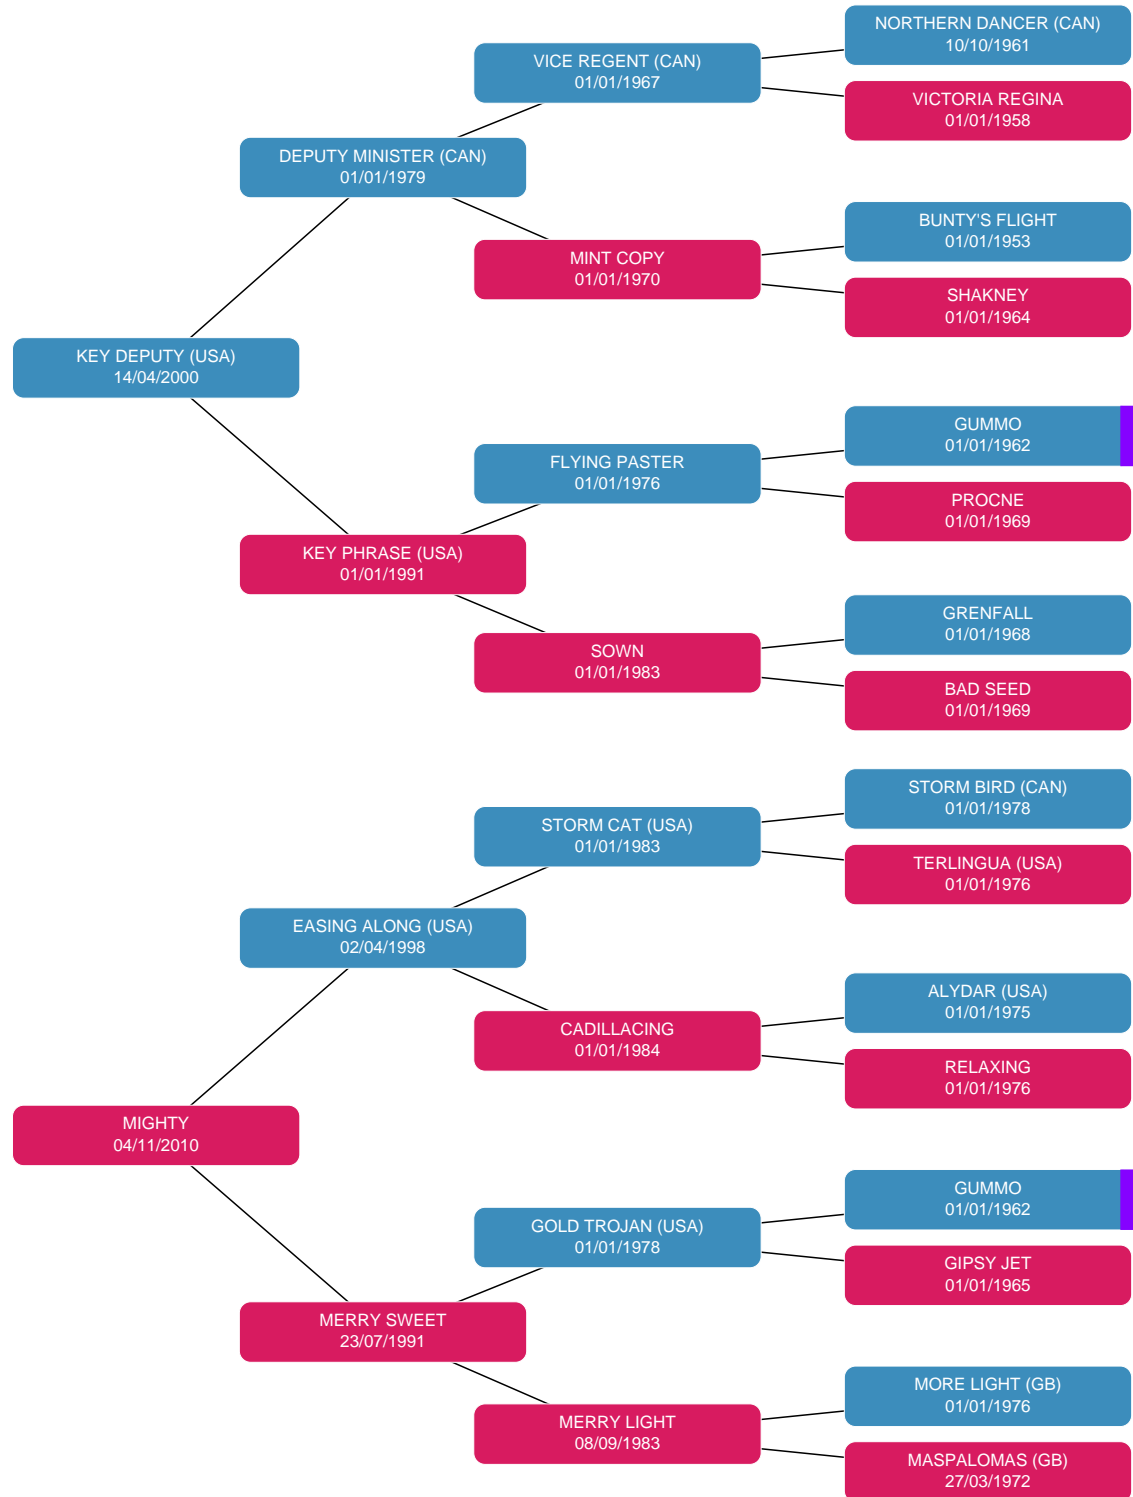 NORTHERN DANCER (CAN)
10/10/1961
VICE REGENT (CAN)
01/01/1967
VICTORIA REGINA
01/01/1958
DEPUTY MINISTER (CAN)
01/01/1979
BUNTY'S FLIGHT
01/01/1953
MINT COPY
01/01/1970
SHAKNEY
01/01/1964
KEY DEPUTY (USA)
14/04/2000
GUMMO
01/01/1962
FLYING PASTER
01/01/1976
PROCNE
01/01/1969
KEY PHRASE (USA)
01/01/1991
GRENFALL
01/01/1968
SOWN
01/01/1983
BAD SEED
01/01/1969
STORM BIRD (CAN)
01/01/1978
STORM CAT (USA)
01/01/1983
TERLINGUA (USA)
01/01/1976
EASING ALONG (USA)
02/04/1998
ALYDAR (USA)
01/01/1975
CADILLACING
01/01/1984
RELAXING
01/01/1976
MIGHTY
04/11/2010
GUMMO
01/01/1962
GOLD TROJAN (USA)
01/01/1978
GIPSY JET
01/01/1965
MERRY SWEET
23/07/1991
MORE LIGHT (GB)
01/01/1976
MERRY LIGHT
08/09/1983
MASPALOMAS (GB)
27/03/1972